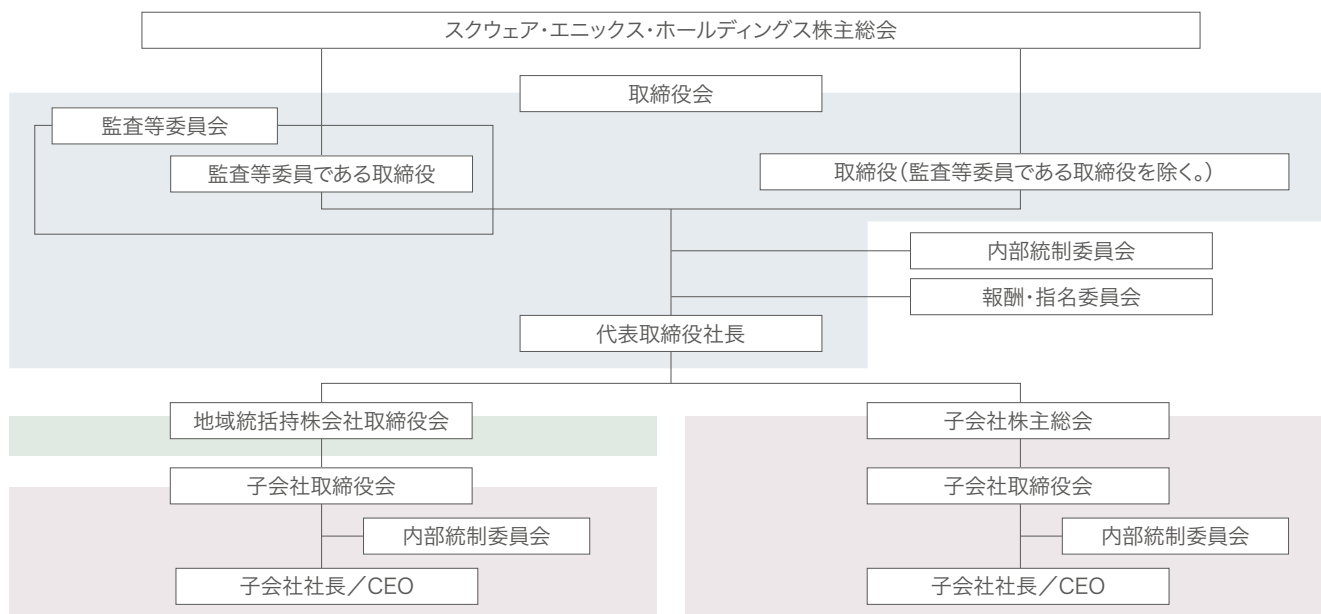 スクウェア・エニックス・ホールディングス株主総会
取締役会
監査等委員会
監査等委員である取締役
取締役（監査等委員である取締役を除く。）
内部統制委員会
報酬・指名委員会
代表取締役社長
地域統括持株会社取締役会
子会社株主総会
子会社取締役会
子会社取締役会
内部統制委員会
内部統制委員会
子会社社長／CEO
子会社社長／CEO